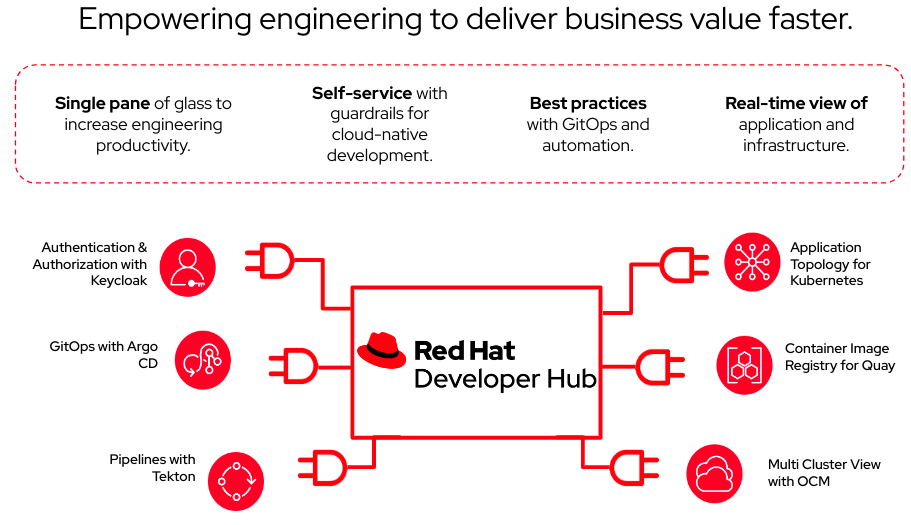 Empowering engineering to deliver business value faster.
Single pane of glass to
increase engineering
productivity.
Self-service with
guardrails for
cloud-native
development.
Best practices
with GitOps and
automation.
Real-time view of
application and
infrastructure.
Authentication &
Authorization with
Keycloak
GitOps with Argo
CD
Pipelines with
Tekton
Red Hat
Developer Hub
Application
Topology for
Kubernetes
Container Image
Registry for Quay
Multi Cluster View
with OCM